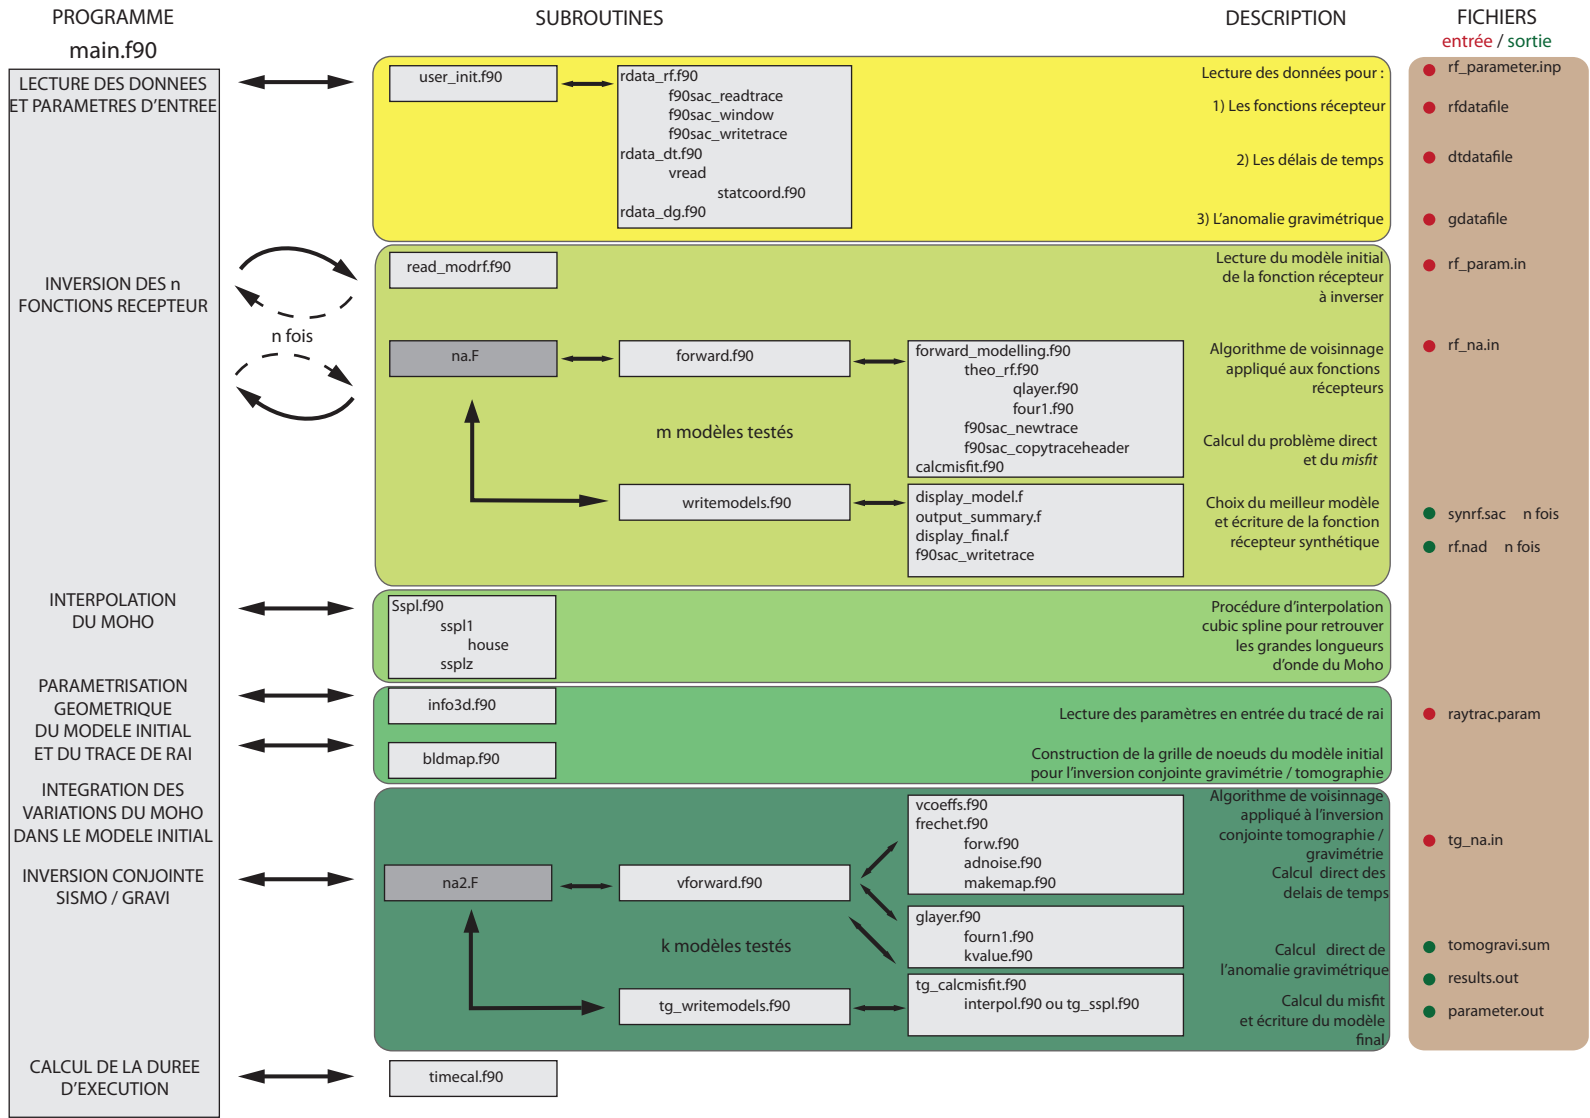 PROGRAMME
main.f90
SUBROUTINES
DESCRIPTION
FICHIERS
entrée / sortie
LECTURE DES DONNEES
ET PARAMETRES D'ENTREE
user_init.f90
rdata_rf.f90
f90sac_readtrace
f90sac_window
f90sac_writetrace
rdata_dt.f90
vread
statcoord.f90
rdata_dg.f90
Lecture des données pour :
1) Les fonctions récepteur
2) Les délais de temps
3) L'anomalie gravimétrique
rf_parameter.inp
rfdatafile
dtdatafile
gdatafile
INVERSION DES n
FONCTIONS RECEPTEUR
n fois
read_modrf.f90
Lecture du modèle initial
de la fonction récepteur
à inverser
rf_param.in
na.F
forward.f90
forward_modelling.f90
theo_rf.f90
qlayer.f90
four1.f90
f90sac_newtrace
f90sac_copytraceheader
calcmisfit.f90
Algorithme de voisinnage
appliqué aux fonctions
récepteurs
rf_na.in
m modèles testés
Calcul du problème direct
et du misfit
writemodels.f90
display_model.f
output_summary.f
display_final.f
f90sac_writetrace
Choix du meilleur modèle
et écriture de la fonction
récepteur synthétique
synrf.sac n fois
rf.nad n fois
INTERPOLATION
DU MOHO
Sspl.f90
sspl1
house
ssplz
Procédure d'interpolation
cubic spline pour retrouver
les grandes longueurs
d'onde du Moho
PARAMETRISATION
GEOMETRIQUE
DU MODELE INITIAL
ET DU TRACE DE RAI
info3d.f90
Lecture des paramètres en entrée du tracé de rai
raytrac.param
bldmap.f90
Construction de la grille de noeuds du modèle initial
pour l'inversion conjointe gravimétrie / tomographie
INTEGRATION DES
VARIATIONS DU MOHO
DANS LE MODELE INITIAL
INVERSION CONJOINTE
SISMO / GRAVI
na2.F
vforward.f90
vcoeffs.f90
frechet.f90
forw.f90
adnoise.f90
makemap.f90
Algorithme de voisinnage
appliqué à l'inversion
conjointe tomographie /
gravimétrie
Calcul direct des
delais de temps
tg_na.in
k modèles testés
glayer.f90
fourn1.f90
kvalue.f90
Calcul direct de
l'anomalie gravimétrique
tomogravi.sum
results.out
parameter.out
tg_writemodels.f90
tg_calcmisfit.f90
interpol.f90 ou tg_sspl.f90
Calcul du misfit
et écriture du modèle
final
CALCUL DE LA DUREE
D'EXECUTION
timecal.f90